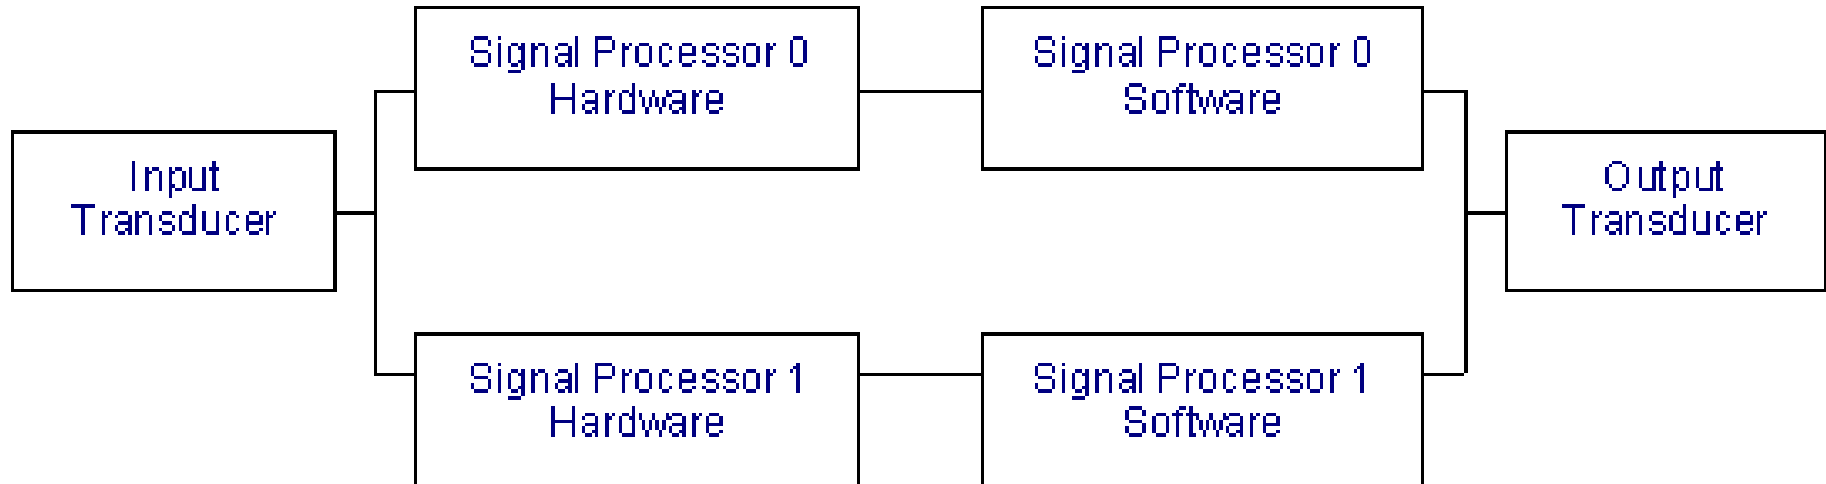 Signal Processor 0
Hardware
Signal Processor 0
Software
Input
Transducer
Output
Transducer
Signal Processor 1
Hardware
Signal Processor 1
Software